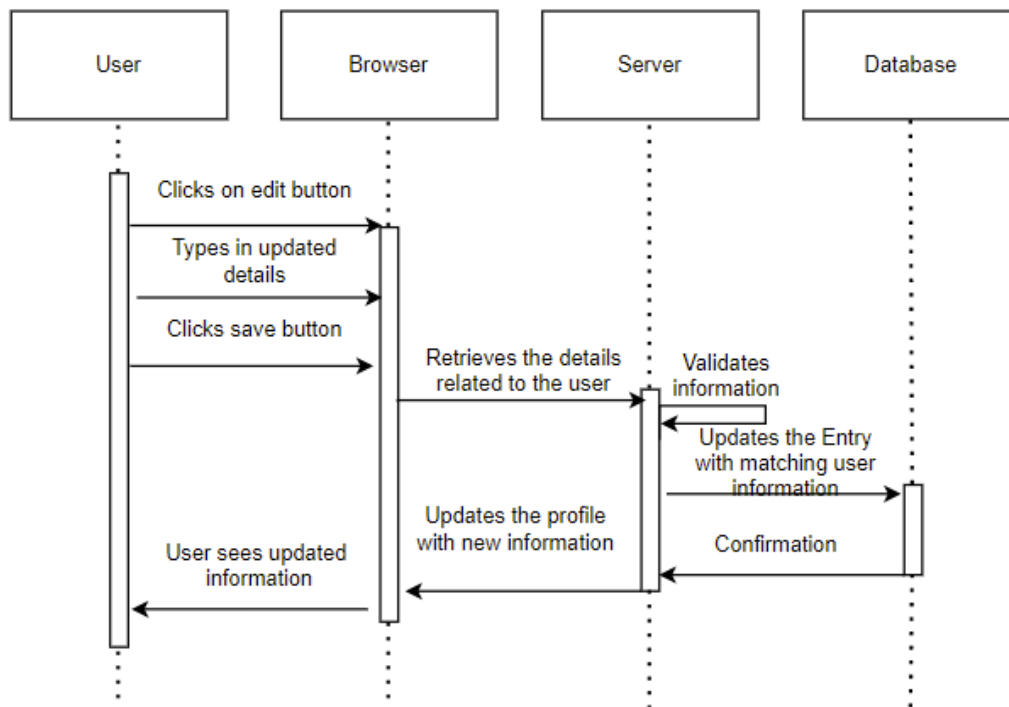 User
Browser
Server
Database
Clicks on edit button
Types in updated
details
Clicks save button
Retrieves the details
related to the user
Validates
information
Updates the Entry
with matching user
information
Updates the profile
with new information
Confirmation
User sees updated
information